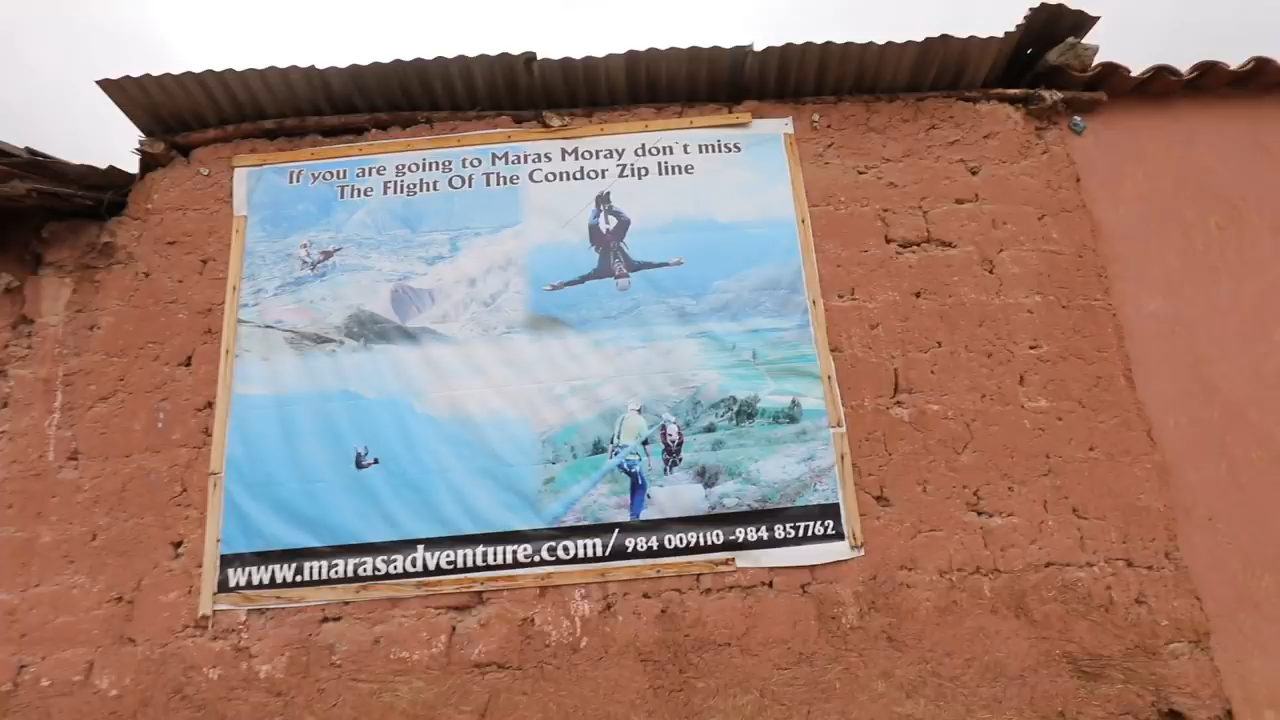 If you are going to Maras Moray don`t miss
The Flight Of The Condor Zip line
www.marasadventure.com/ 984 009110 -984 857762